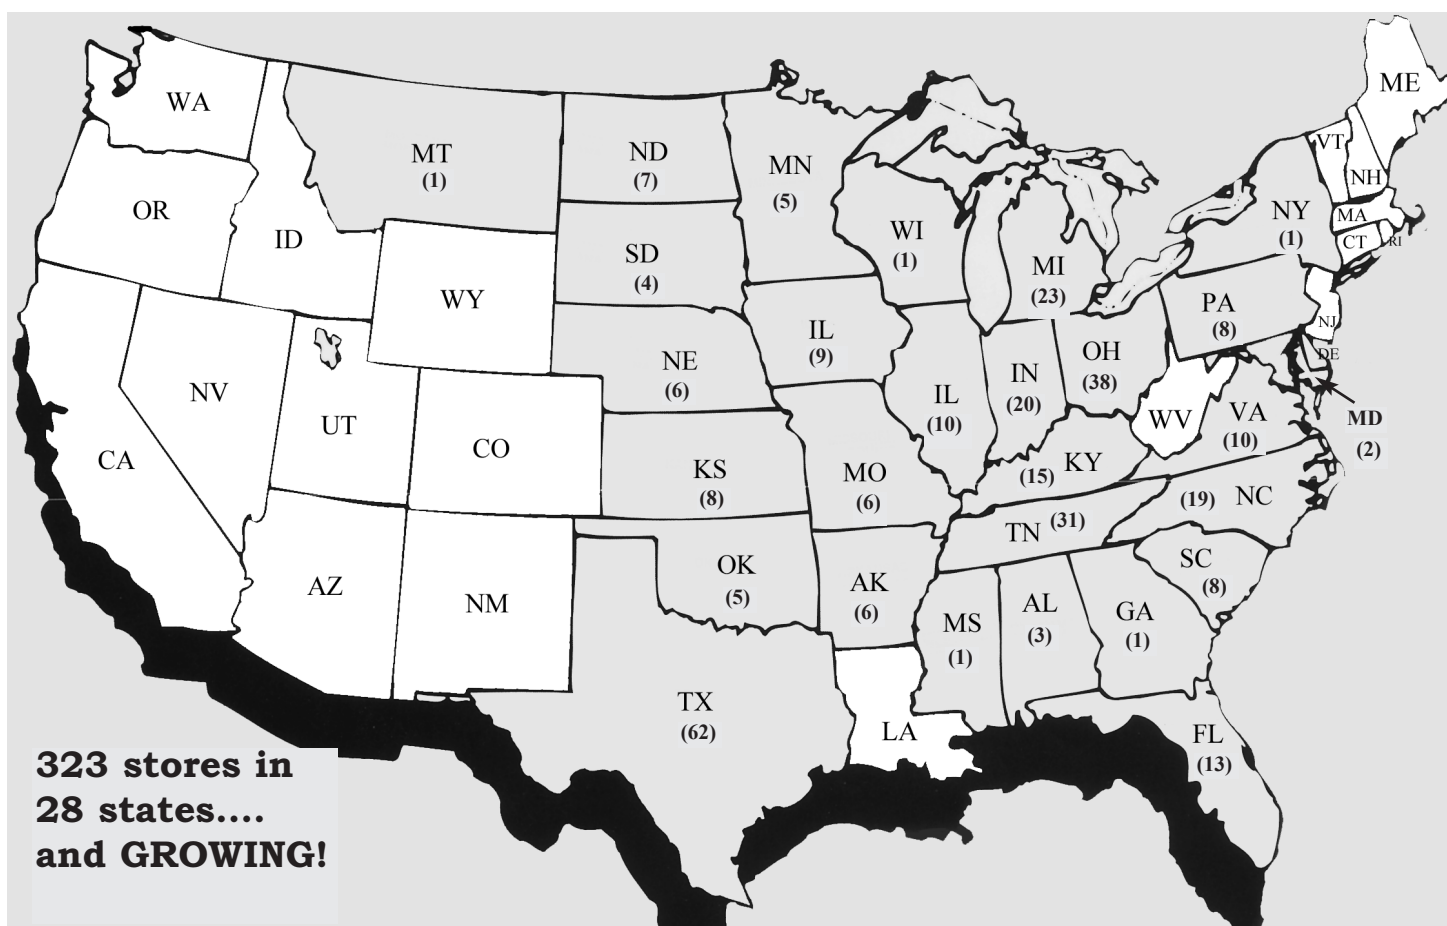 WA
OR
CA
ID
NV
MT
(1)
WY
UT
CO
AZ
NM
ND
(7)
SD
(4)
NE
(6)
KS
(8)
OK
(5)
TX
(62)
MN
(5)
IL
(9)
MO
(6)
AK
(6)
LA
WI
(1)
IL
(10)
MI
(23)
IN
(20)
OH
(38)
(15) KY
TN (31)
MS
(1)
AL
(3)
GA
(1)
FL
(13)
SC
(8)
(19) NC
VA
(10)
WV
MD
(2)
DE
PA
(8)
NJ
NY
(1)
CT
RI
MA
VT
NH
ME
323 stores in
28 states....
and GROWING!